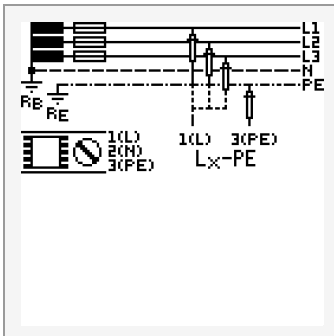 L1
L2
L3
N
PE
RB
RE
1(L) 3(PE)
Lx-PE
1(L)
2(N)
3(PE)